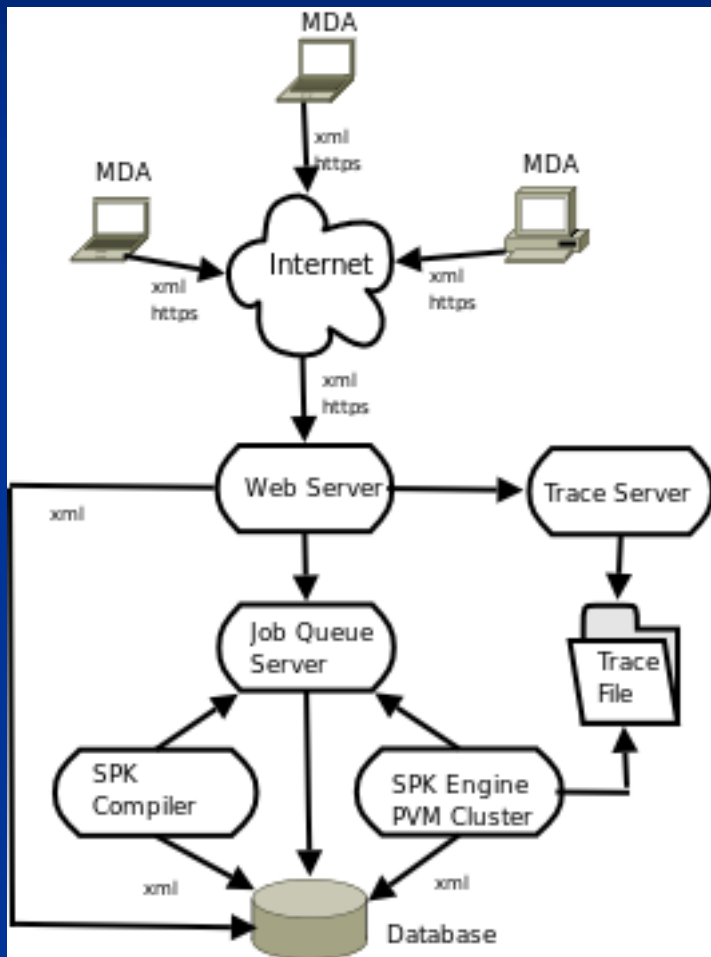 MDA
xml
https
MDA
MDA
Internet
xml
https
xml
https
xml
https
Web Server
Trace Server
xml
Job Queue
Server
Trace
File
SPK
Compiler
SPK Engine
PVM Cluster
xml
xml
Database